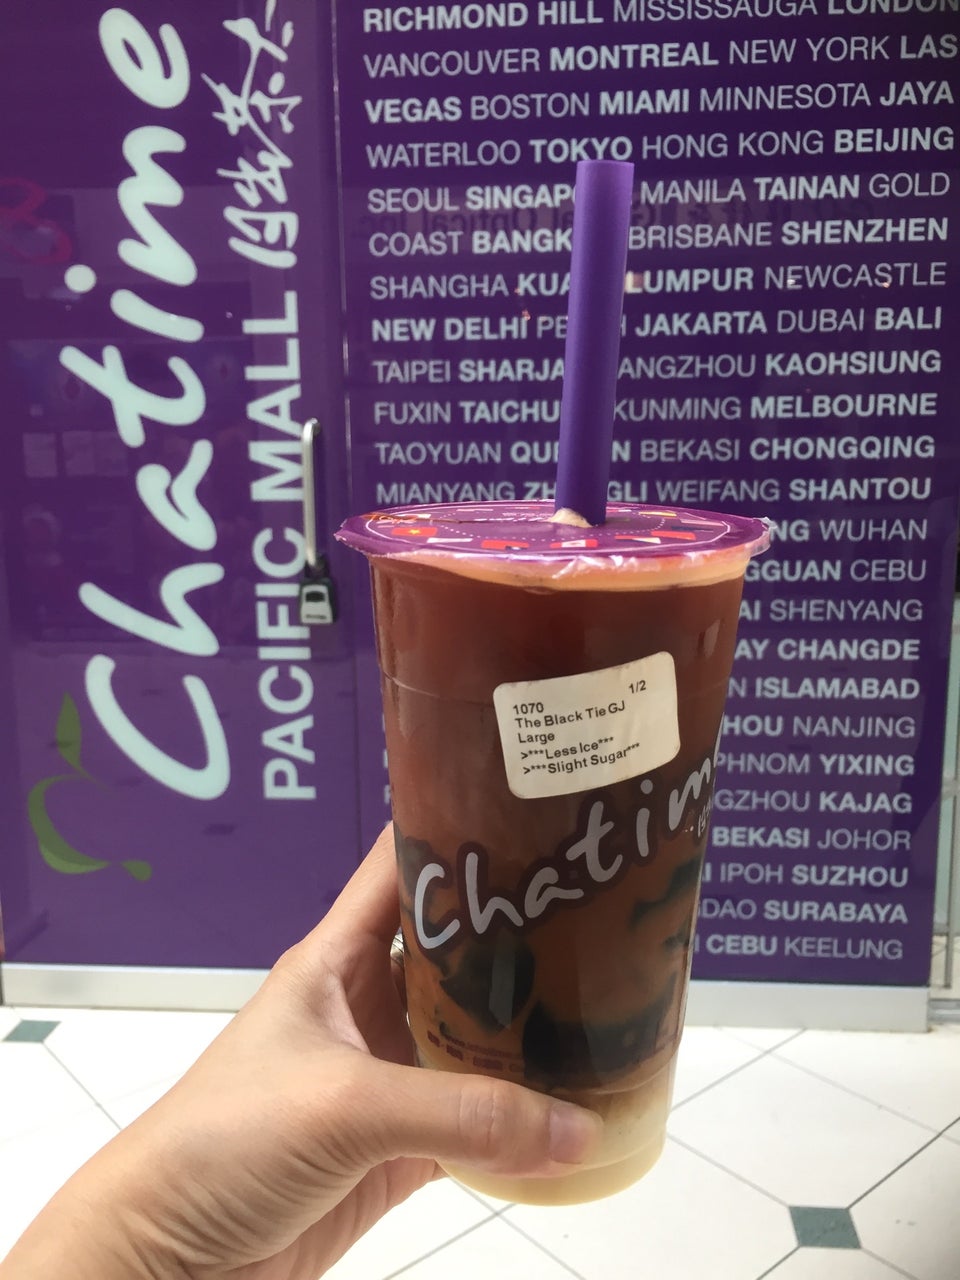 Chatime
日出茶太
PACIFIC MALL
RICHMOND HILL MISSISSAUGA LONDON
VANCOUVER MONTREAL NEW YORK LAS
VEGAS BOSTON MIAMI MINNESOTA JAYA
WATERLOO TOKYO HONG KONG BEIJING
SEOUL MANILA TAINAN GOLD
COAST BRISBANE SHENZHEN
SHANGHA LUMPUR NEWCASTLE
NEW DELHI JAKARTA DUBAI BALI
TAIPEI KAOHSIUNG
FUXIN KUNMING MELBOURNE
TAOYUAN BEKASI CHONGQING
MIANYANG WEIFANG SHANTOU
WUHAN
CEBU
SHENYANG
CHANGDE
ISLAMABAD
NANJING
YIXING
KAJAG
BEKASI JOHOR
IPOH SUZHOU
SURABAYA
CEBU KEELUNG
1070 1/2
The Black Tie GJ
Large
>***Less Ice***
>***Slight Sugar***
Chatime